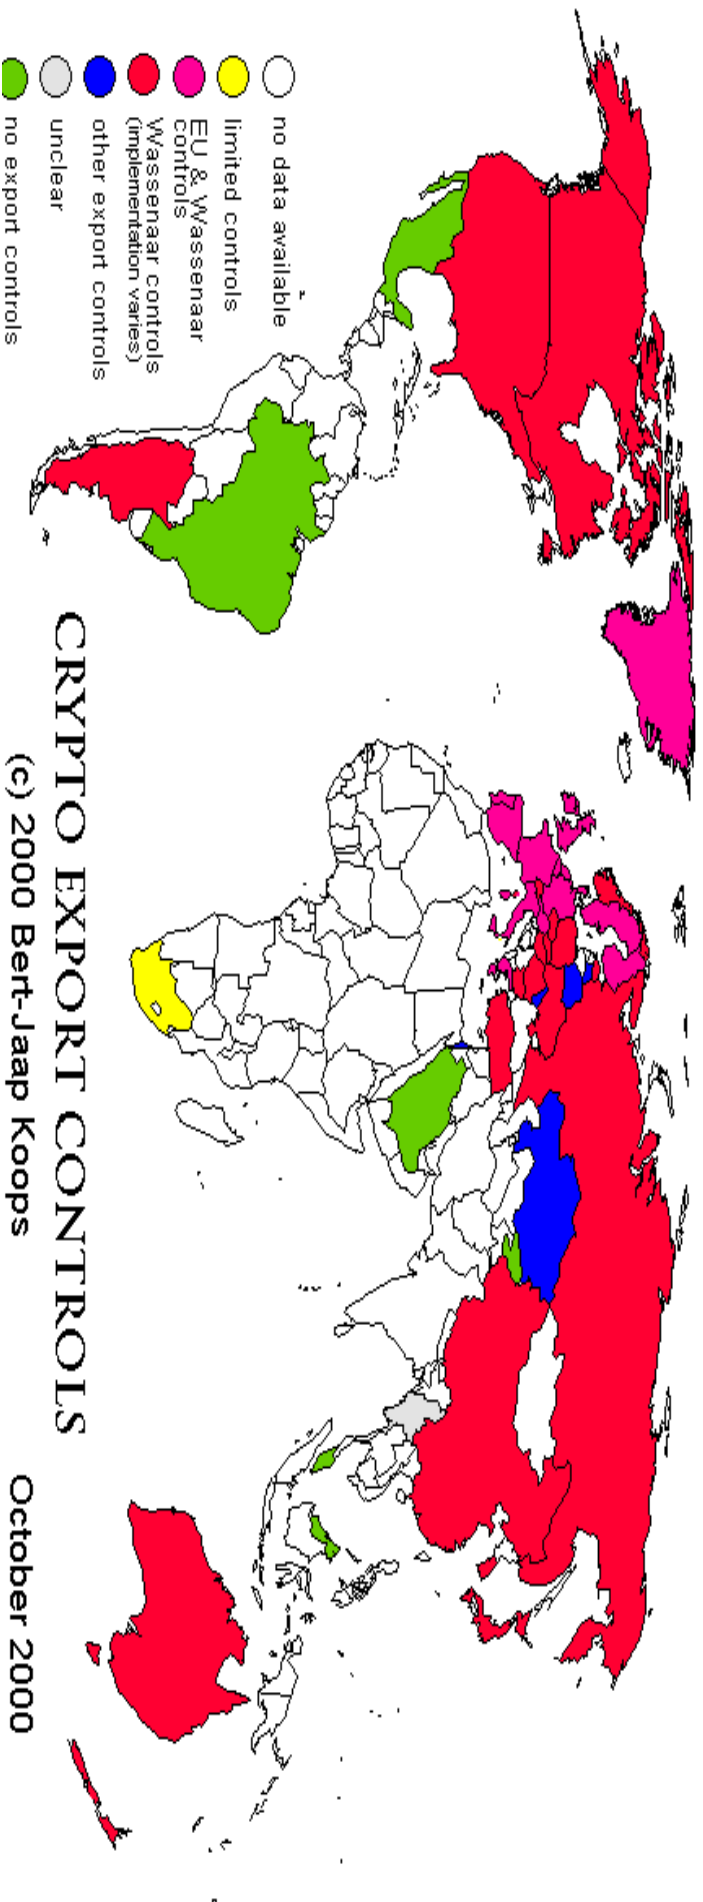 no data available
limited controls
EU & Wassenaar
controls
Wassenaar controls
(implementation varies)
other export controls
unclear
no export controls
CRYPTO EXPORT CONTROLS
(c) 2000 Bert-Jaap Koops
October 2000